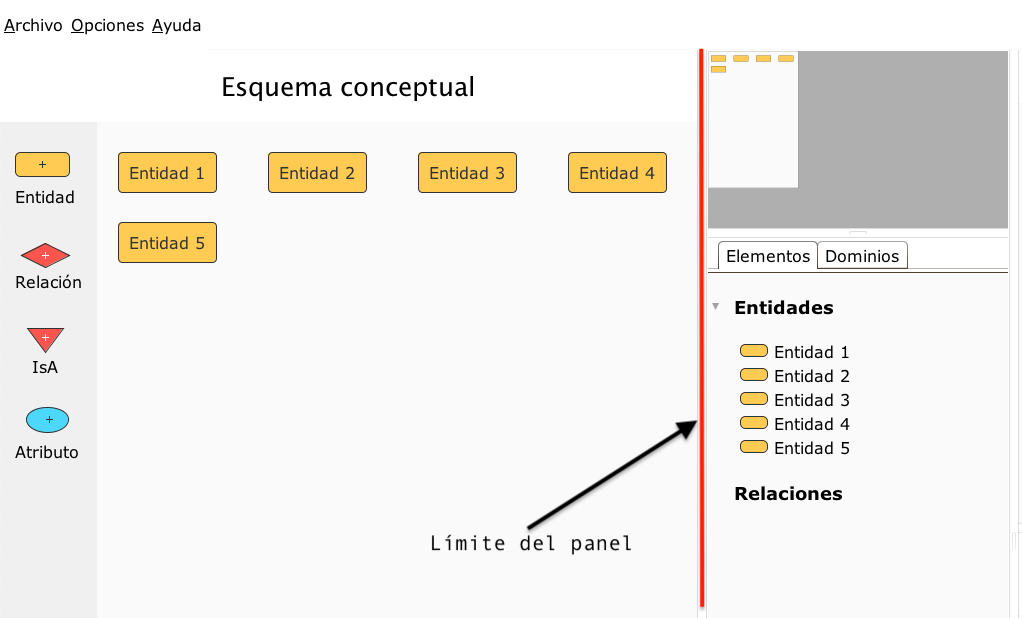 Archivo Opciones Ayuda
Esquema conceptual
+
Entidad
+
Relación
+
IsA
+
Atributo
Entidad 1
Entidad 2
Entidad 3
Entidad 4
Entidad 5
Límite del panel
Elementos
Dominios
Entidades
Entidad 1
Entidad 2
Entidad 3
Entidad 4
Entidad 5
Relaciones